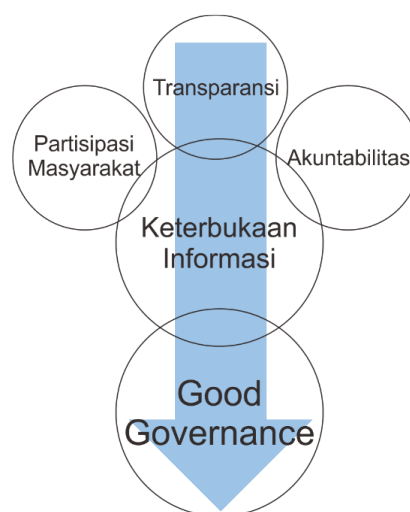 Transparansi
Partisipasi
Masyarakat
Akuntabilitas
Keterbukaan
Informasi
Good
Governance